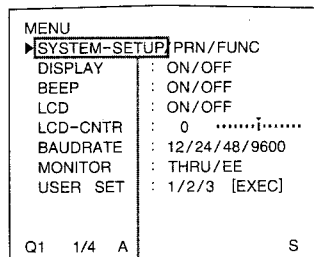 MENU
▶SYSTEM-SETUP/PRN/FUNC
DISPLAY : ON/OFF
BEEP : ON/OFF
LCD : ON/OFF
LCD-CNTR : 0
BAUDRATE : 12/24/48/9600
MONITOR : THRU/EE
USER SET : 1/2/3 [EXEC]
Q1 1/4 A S